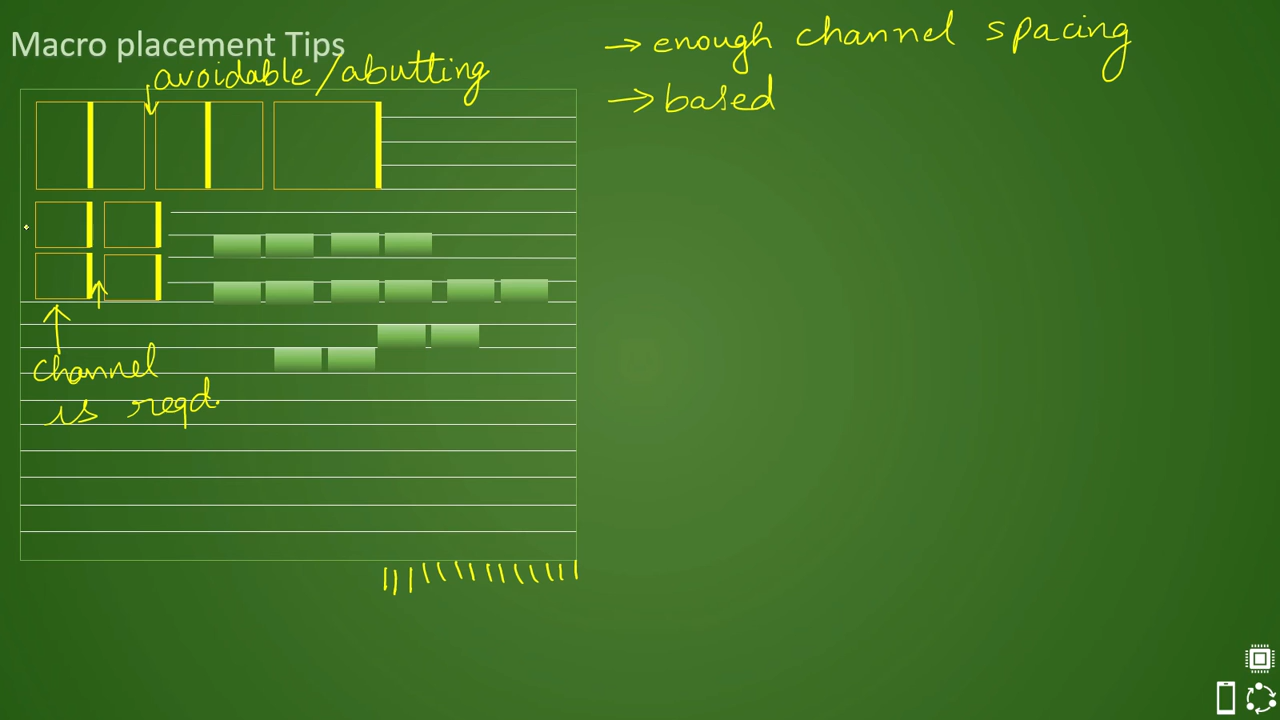 Macro placement Tips
avoidable/abutting
channel
is reqd.
→ enough channel spacing
→ based